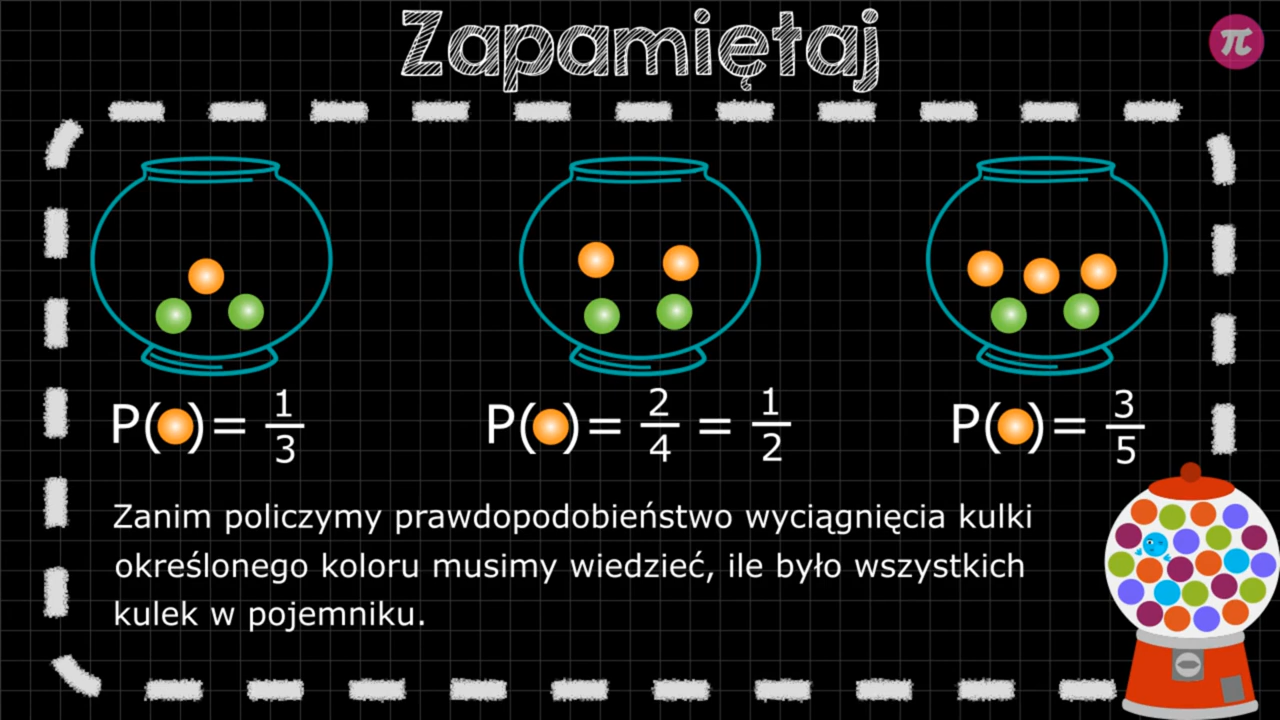 Zapamiętaj
π
P( ) = 1/3
P( ) = 2/4 = 1/2
P( ) = 3/5
Zanim policzymy prawdopodobieństwo wyciągnięcia kulki
określonego koloru musimy wiedzieć, ile było wszystkich
kulek w pojemniku.